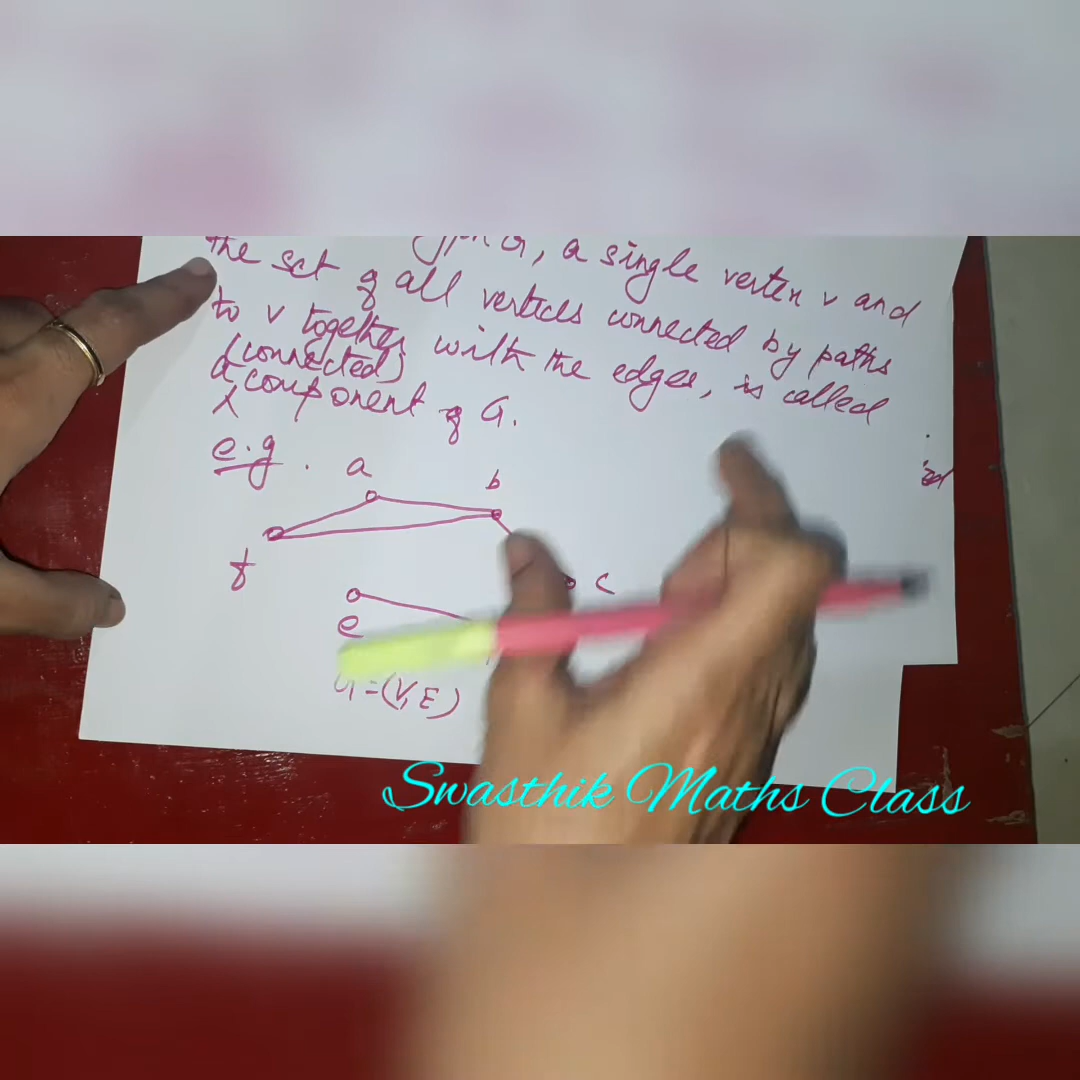 G, a single vertex v and
the set of all vertices connected by paths
to v together with the edges, is called
(connected)
a component of G.
e.g.
a
b
f
c
e
G=(V,E)
Swasthik Maths Class